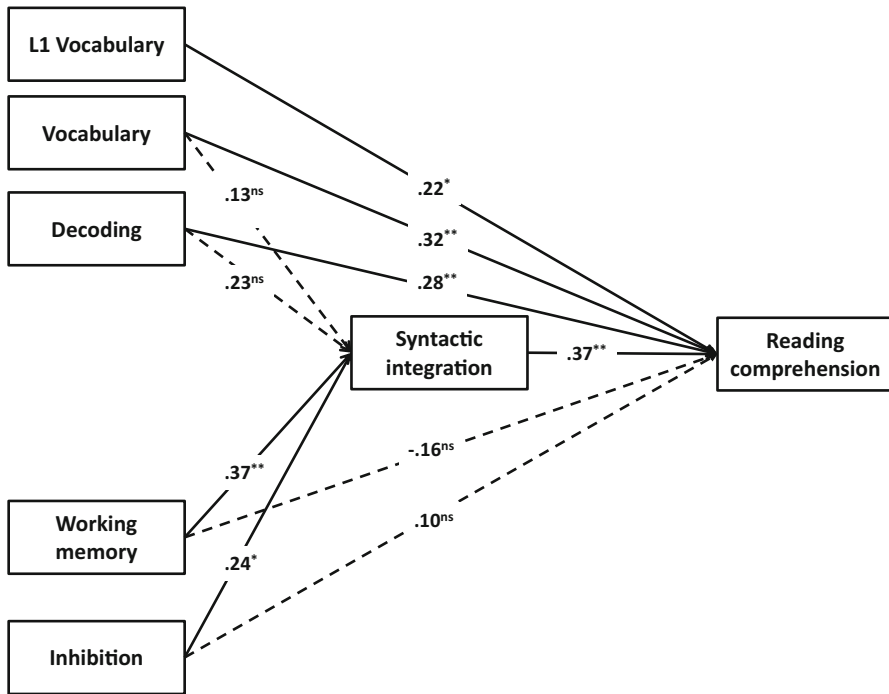 L1 Vocabulary
Vocabulary
Decoding
.13ns
.23ns
.22*
.32**
.28**
Syntactic
integration
.37**
Reading
comprehension
.37**
-.16ns
Working
memory
.24*
.10ns
Inhibition